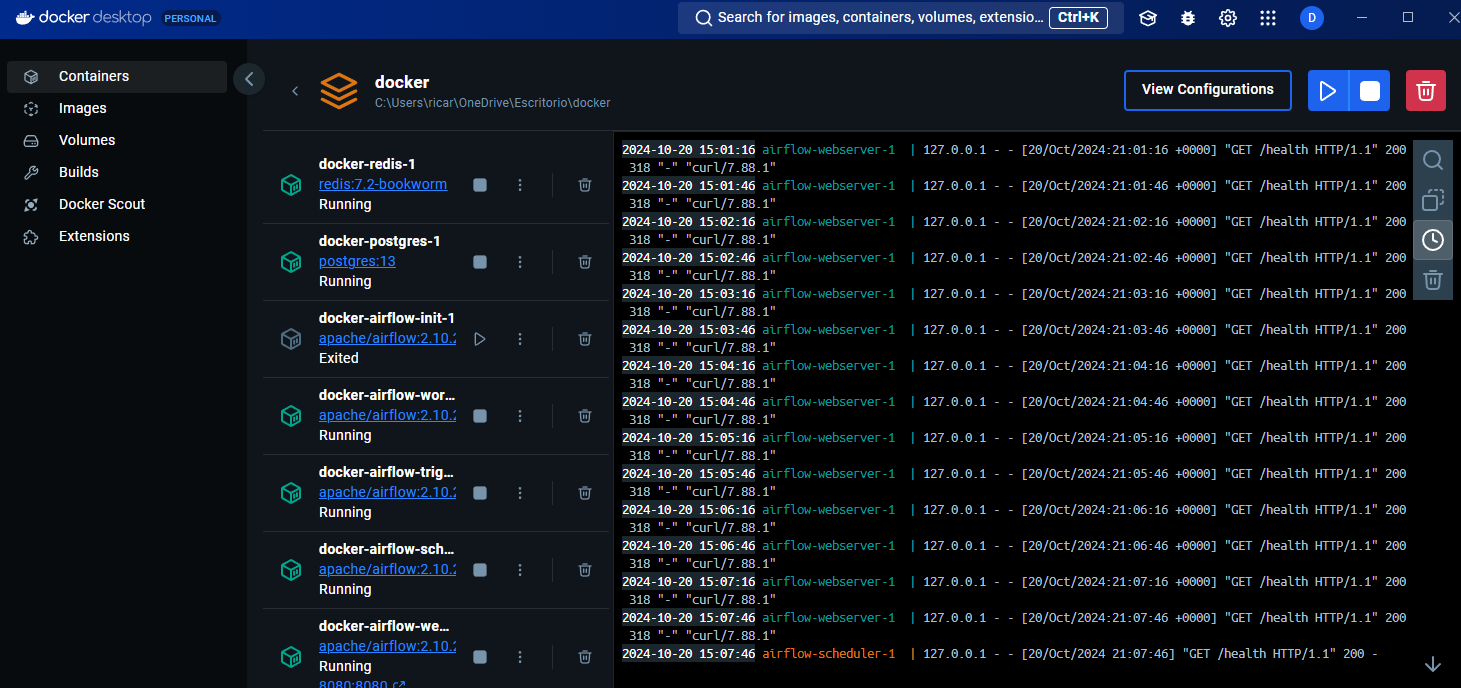 docker desktop PERSONAL
Search for images, containers, volumes, extensio... Ctrl+K
D
Containers
Images
Volumes
Builds
Docker Scout
Extensions
docker
C:\Users\ricar\OneDrive\Escritorio\docker
View Configurations
docker-redis-1
redis:7.2-bookworm
Running
docker-postgres-1
postgres:13
Running
docker-airflow-init-1
apache/airflow:2.10.2
Exited
docker-airflow-wor...
apache/airflow:2.10.2
Running
docker-airflow-trig...
apache/airflow:2.10.2
Running
docker-airflow-sch...
apache/airflow:2.10.2
Running
docker-airflow-we...
apache/airflow:2.10.2
Running
8080:8080
2024-10-20 15:01:16 airflow-webserver-1 | 127.0.0.1 - - [20/Oct/2024:21:01:16 +0000] "GET /health HTTP/1.1" 200
318 "-" "curl/7.88.1"
2024-10-20 15:01:46 airflow-webserver-1 | 127.0.0.1 - - [20/Oct/2024:21:01:46 +0000] "GET /health HTTP/1.1" 200
318 "-" "curl/7.88.1"
2024-10-20 15:02:16 airflow-webserver-1 | 127.0.0.1 - - [20/Oct/2024:21:02:16 +0000] "GET /health HTTP/1.1" 200
318 "-" "curl/7.88.1"
2024-10-20 15:02:46 airflow-webserver-1 | 127.0.0.1 - - [20/Oct/2024:21:02:46 +0000] "GET /health HTTP/1.1" 200
318 "-" "curl/7.88.1"
2024-10-20 15:03:16 airflow-webserver-1 | 127.0.0.1 - - [20/Oct/2024:21:03:16 +0000] "GET /health HTTP/1.1" 200
318 "-" "curl/7.88.1"
2024-10-20 15:03:46 airflow-webserver-1 | 127.0.0.1 - - [20/Oct/2024:21:03:46 +0000] "GET /health HTTP/1.1" 200
318 "-" "curl/7.88.1"
2024-10-20 15:04:16 airflow-webserver-1 | 127.0.0.1 - - [20/Oct/2024:21:04:16 +0000] "GET /health HTTP/1.1" 200
318 "-" "curl/7.88.1"
2024-10-20 15:04:46 airflow-webserver-1 | 127.0.0.1 - - [20/Oct/2024:21:04:46 +0000] "GET /health HTTP/1.1" 200
318 "-" "curl/7.88.1"
2024-10-20 15:05:16 airflow-webserver-1 | 127.0.0.1 - - [20/Oct/2024:21:05:16 +0000] "GET /health HTTP/1.1" 200
318 "-" "curl/7.88.1"
2024-10-20 15:05:46 airflow-webserver-1 | 127.0.0.1 - - [20/Oct/2024:21:05:46 +0000] "GET /health HTTP/1.1" 200
318 "-" "curl/7.88.1"
2024-10-20 15:06:16 airflow-webserver-1 | 127.0.0.1 - - [20/Oct/2024:21:06:16 +0000] "GET /health HTTP/1.1" 200
318 "-" "curl/7.88.1"
2024-10-20 15:06:46 airflow-webserver-1 | 127.0.0.1 - - [20/Oct/2024:21:06:46 +0000] "GET /health HTTP/1.1" 200
318 "-" "curl/7.88.1"
2024-10-20 15:07:16 airflow-webserver-1 | 127.0.0.1 - - [20/Oct/2024:21:07:16 +0000] "GET /health HTTP/1.1" 200
318 "-" "curl/7.88.1"
2024-10-20 15:07:46 airflow-webserver-1 | 127.0.0.1 - - [20/Oct/2024:21:07:46 +0000] "GET /health HTTP/1.1" 200
318 "-" "curl/7.88.1"
2024-10-20 15:07:46 airflow-scheduler-1 | 127.0.0.1 - - [20/Oct/2024 21:07:46] "GET /health HTTP/1.1" 200 -